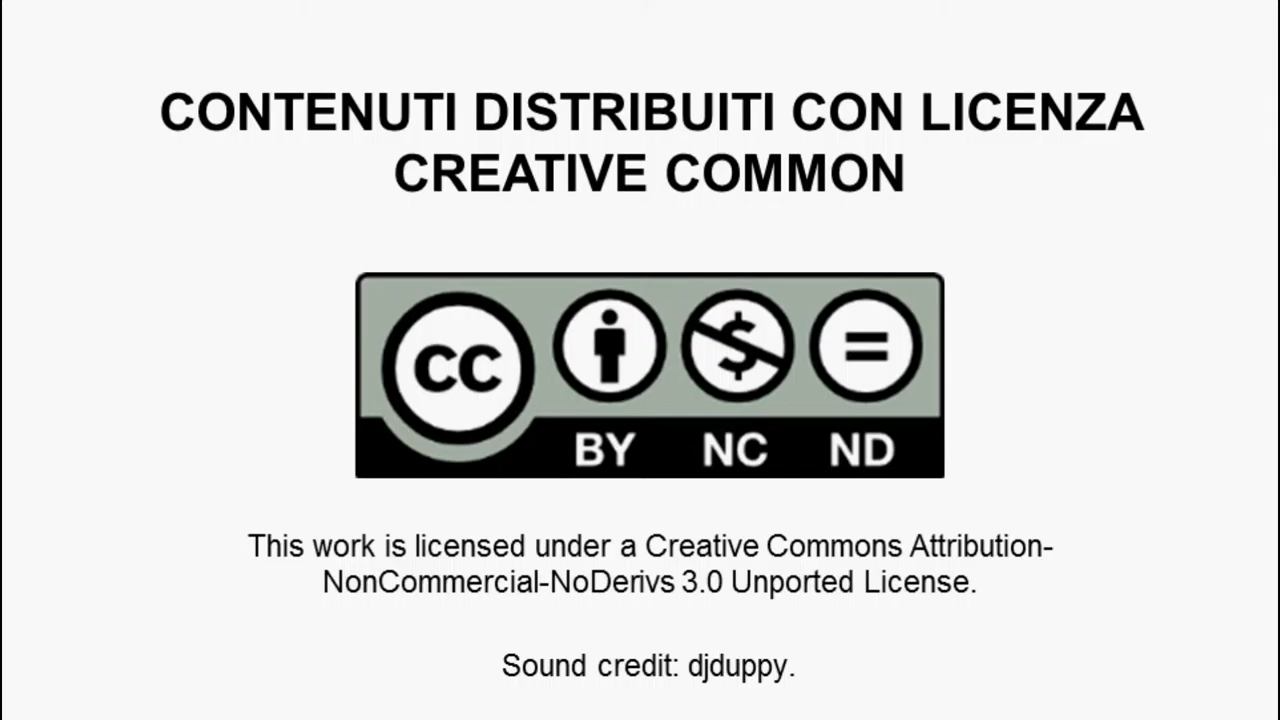 CONTENUTI DISTRIBUITI CON LICENZA
CREATIVE COMMON
CC
BY NC ND
This work is licensed under a Creative Commons Attribution-
NonCommercial-NoDerivs 3.0 Unported License.
Sound credit: djduppy.